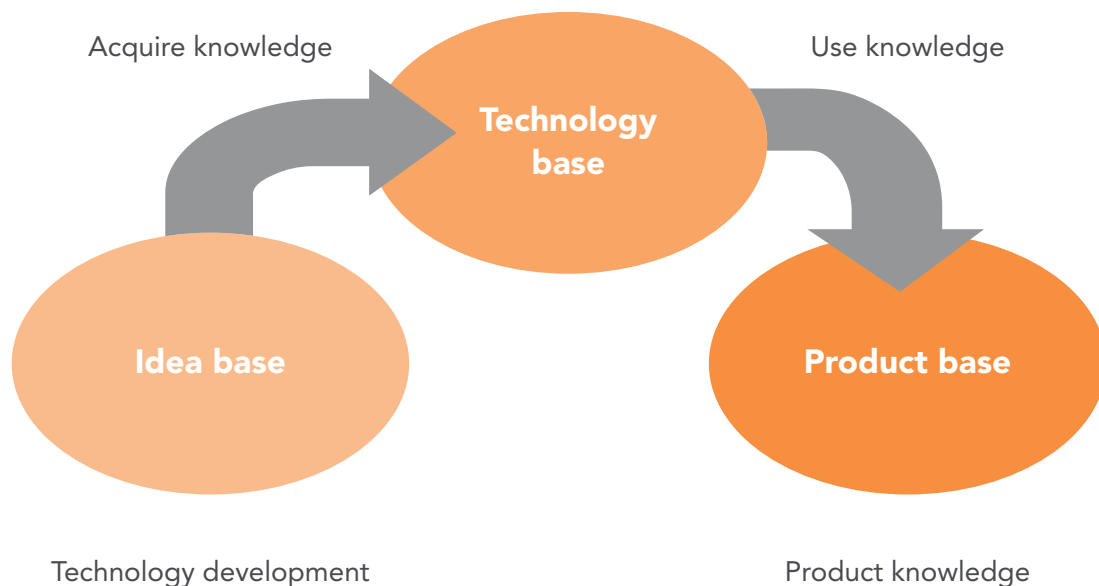 Acquire knowledge
Use knowledge
Technology
base
Idea base
Product base
Technology development
Product knowledge